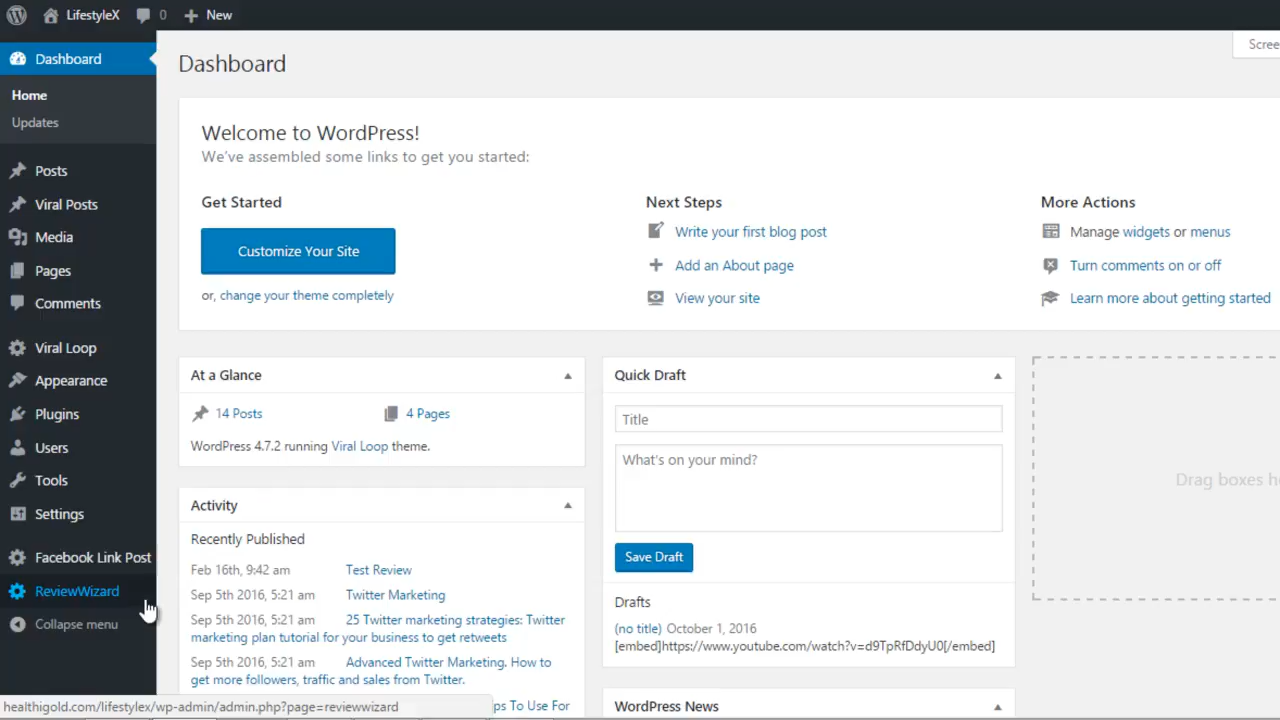 LifestyleX
0
New
Dashboard
Home
Updates
Posts
Viral Posts
Media
Pages
Comments
Viral Loop
Appearance
Plugins
Users
Tools
Settings
Facebook Link Post
ReviewWizard
Collapse menu
Dashboard
Welcome to WordPress!
We've assembled some links to get you started:
Get Started
Customize Your Site
or, change your theme completely
Next Steps
Write your first blog post
Add an About page
View your site
More Actions
Manage widgets or menus
Turn comments on or off
Learn more about getting started
At a Glance
14 Posts
4 Pages
WordPress 4.7.2 running Viral Loop theme.
Activity
Recently Published
Feb 16th, 9:42 am Test Review
Sep 5th 2016, 5:21 am Twitter Marketing
Sep 5th 2016, 5:21 am 25 Twitter marketing strategies: Twitter
marketing plan tutorial for your business to get retweets
Sep 5th 2016, 5:21 am Advanced Twitter Marketing. How to
get more followers, traffic and sales from Twitter.
ps To Use For
Quick Draft
Title
What's on your mind?
Save Draft
Drafts
(no title) October 1, 2016
[embed]https://www.youtube.com/watch?v=d9TpRfDdyU0[/embed]
WordPress News
Scree
Drag boxes he
healthigold.com/lifestylex/wp-admin/admin.php?page=reviewwizard